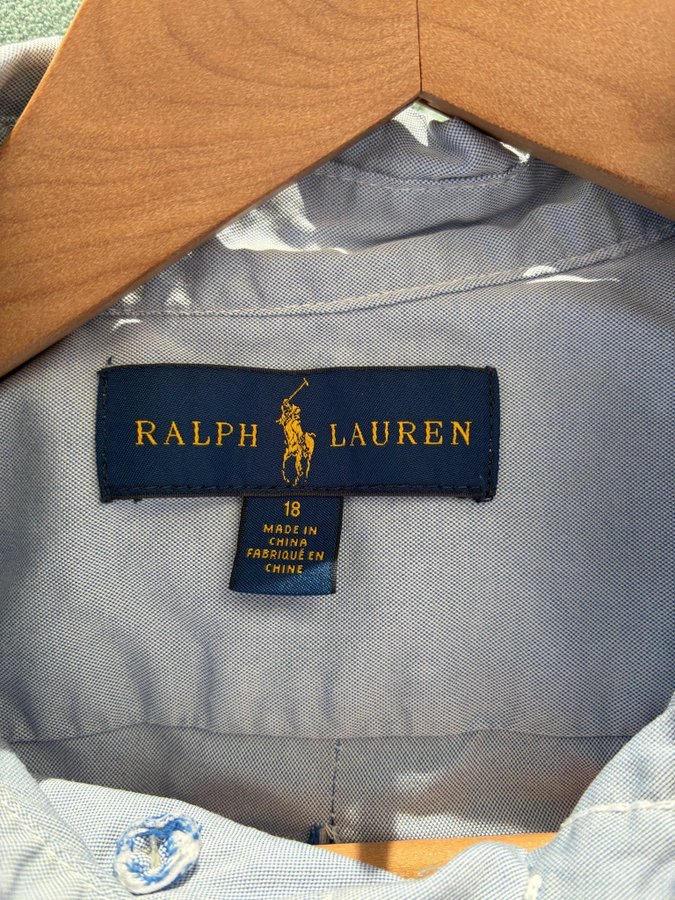 RALPH LAUREN
18
MADE IN
CHINA
FABRIQUÉ EN
CHINE